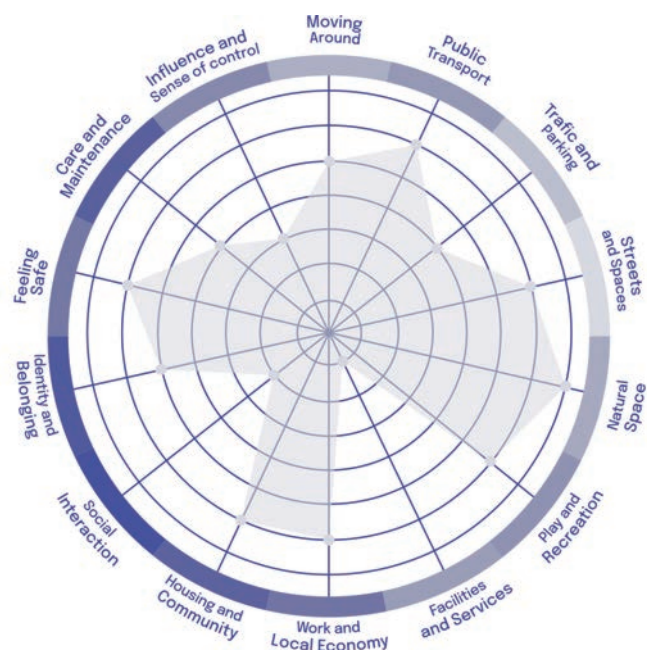 Moving
Around
Public
Transport
Trafic and
Parking
Streets
and Spaces
Natural
Space
Play and
Recreation
Facilities
and Services
Work and
Local Economy
Housing and
Community
Social
Interaction
Identity and
Belonging
Feeling
Safe
Care and
Maintenance
Influence and
Sense of control